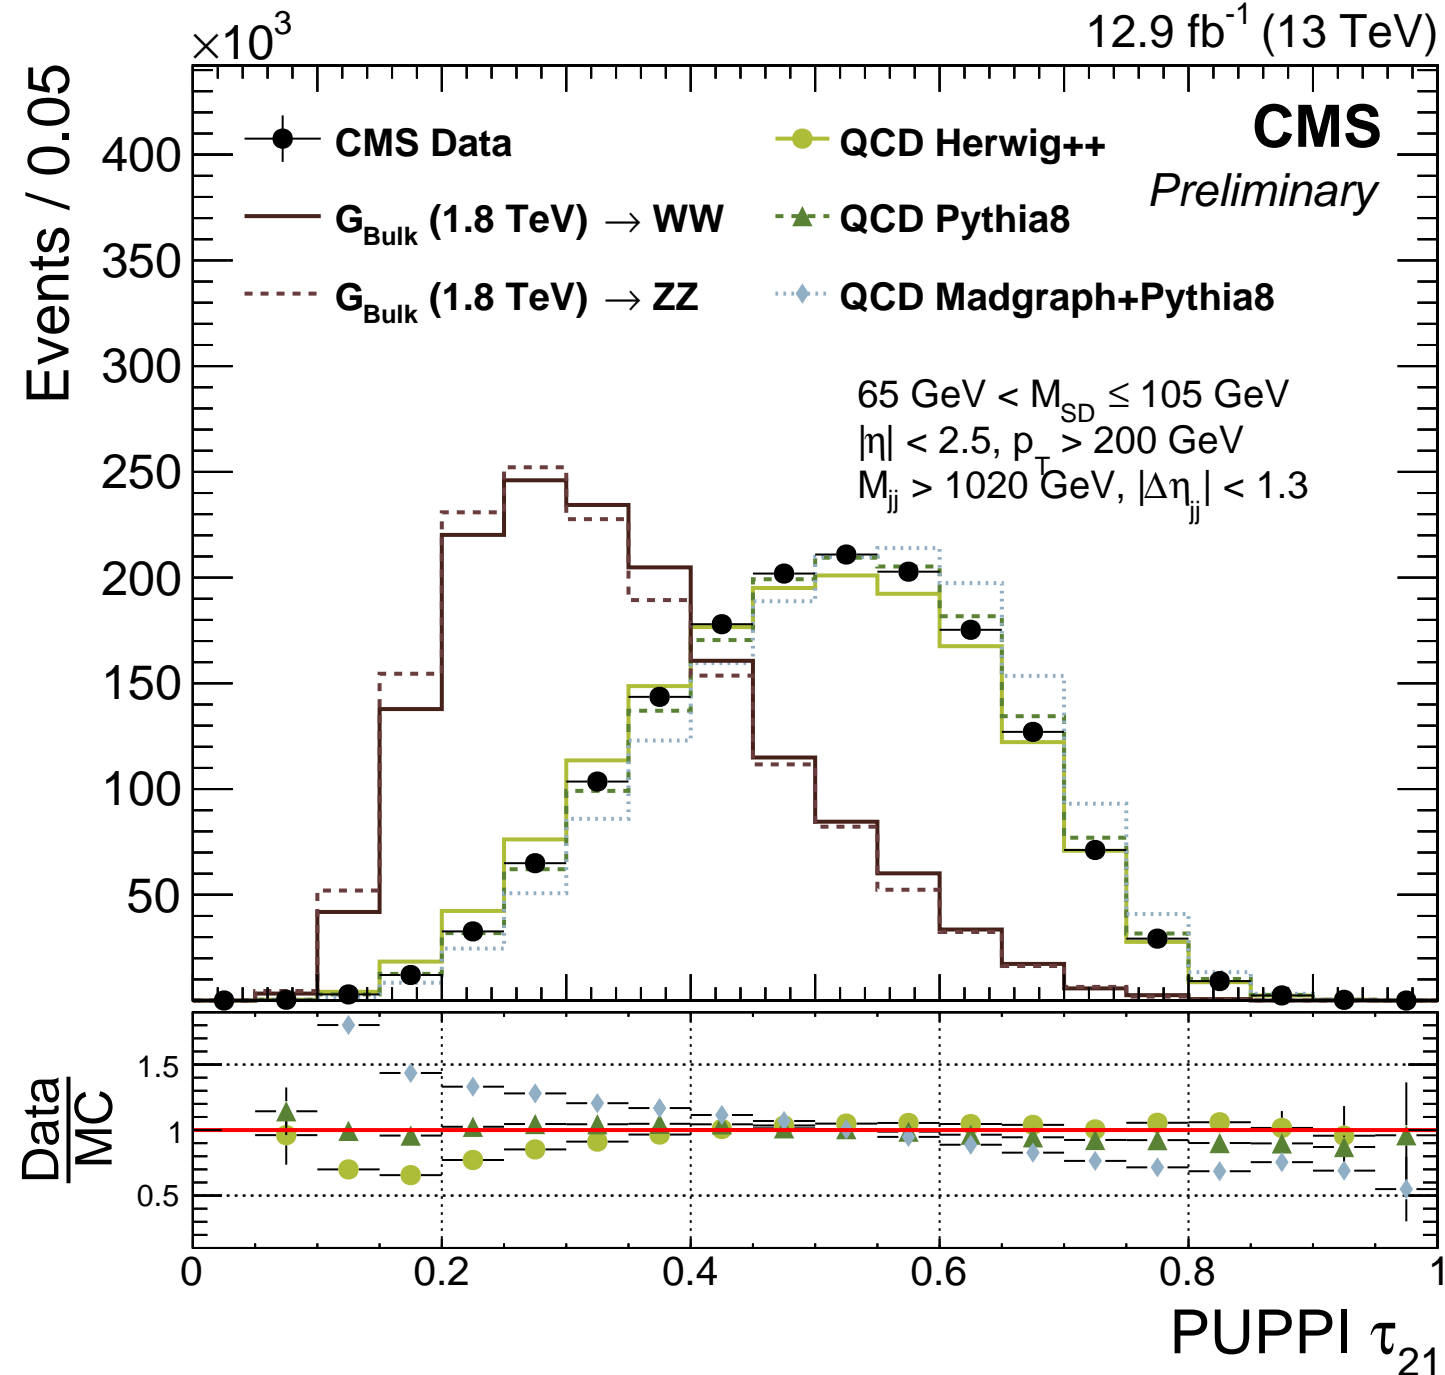 ×10³
12.9 fb⁻¹ (13 TeV)
Events / 0.05
400
350
300
250
200
150
100
50
CMS Data
G_Bulk (1.8 TeV) → WW
G_Bulk (1.8 TeV) → ZZ
QCD Herwig++
QCD Pythia8
QCD Madgraph+Pythia8
CMS
Preliminary
65 GeV < M_SD ≤ 105 GeV
|η| < 2.5, p_T > 200 GeV
M_jj > 1020 GeV, |Δη_jj| < 1.3
Data
MC
1.5
1
0.5
0 0.2 0.4 0.6 0.8 1
PUPPI τ₂₁